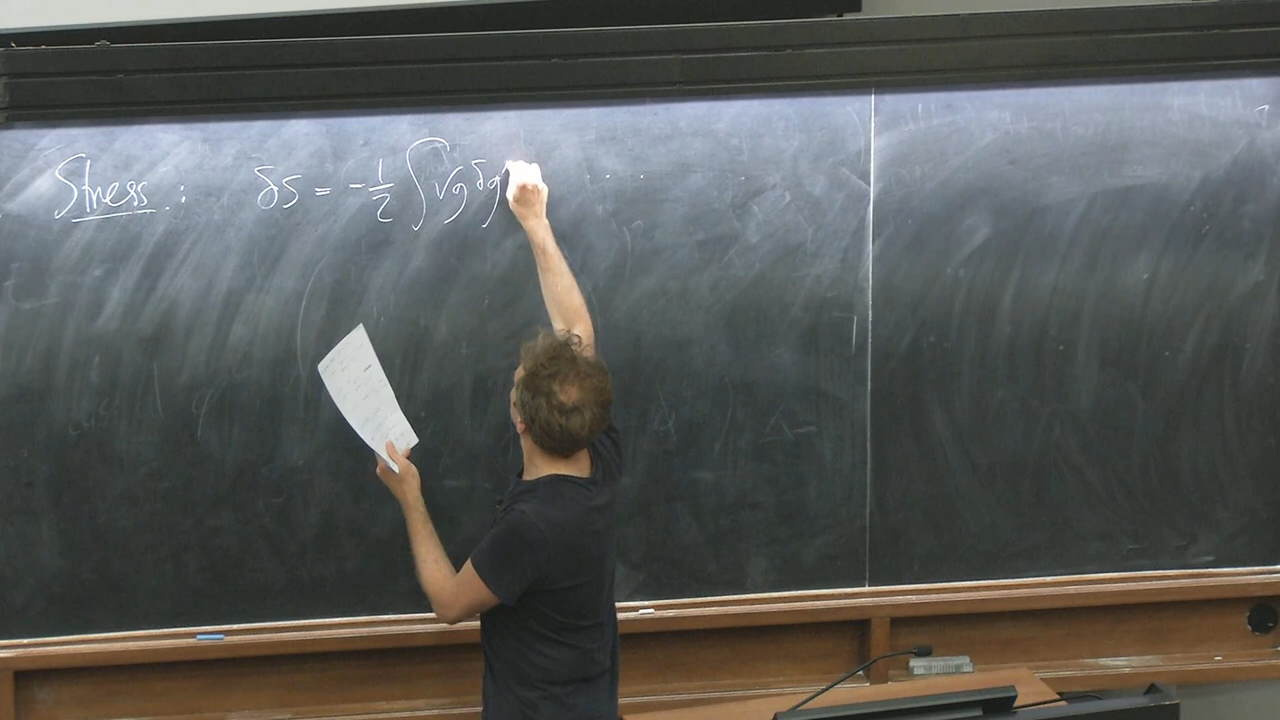 Stress: δS = -1/2 ∫√g δg